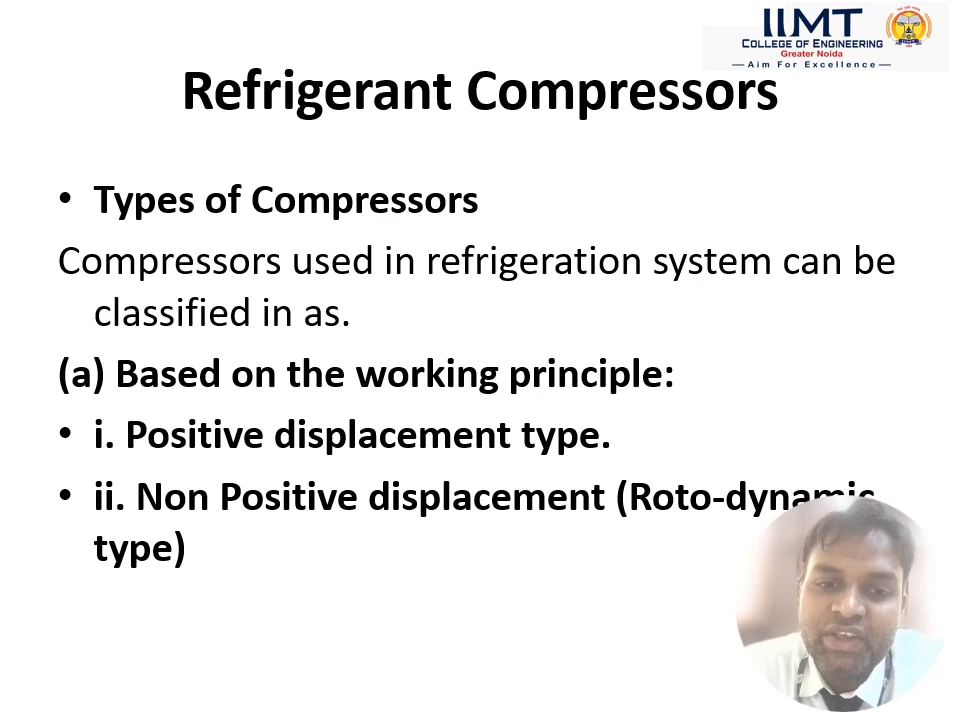 IIMT
COLLEGE OF ENGINEERING
Greater Noida
Aim For Excellence
Refrigerant Compressors
• Types of Compressors
Compressors used in refrigeration system can be
classified in as.
(a) Based on the working principle:
• i. Positive displacement type.
• ii. Non Positive displacement (Roto-dynamic
type)